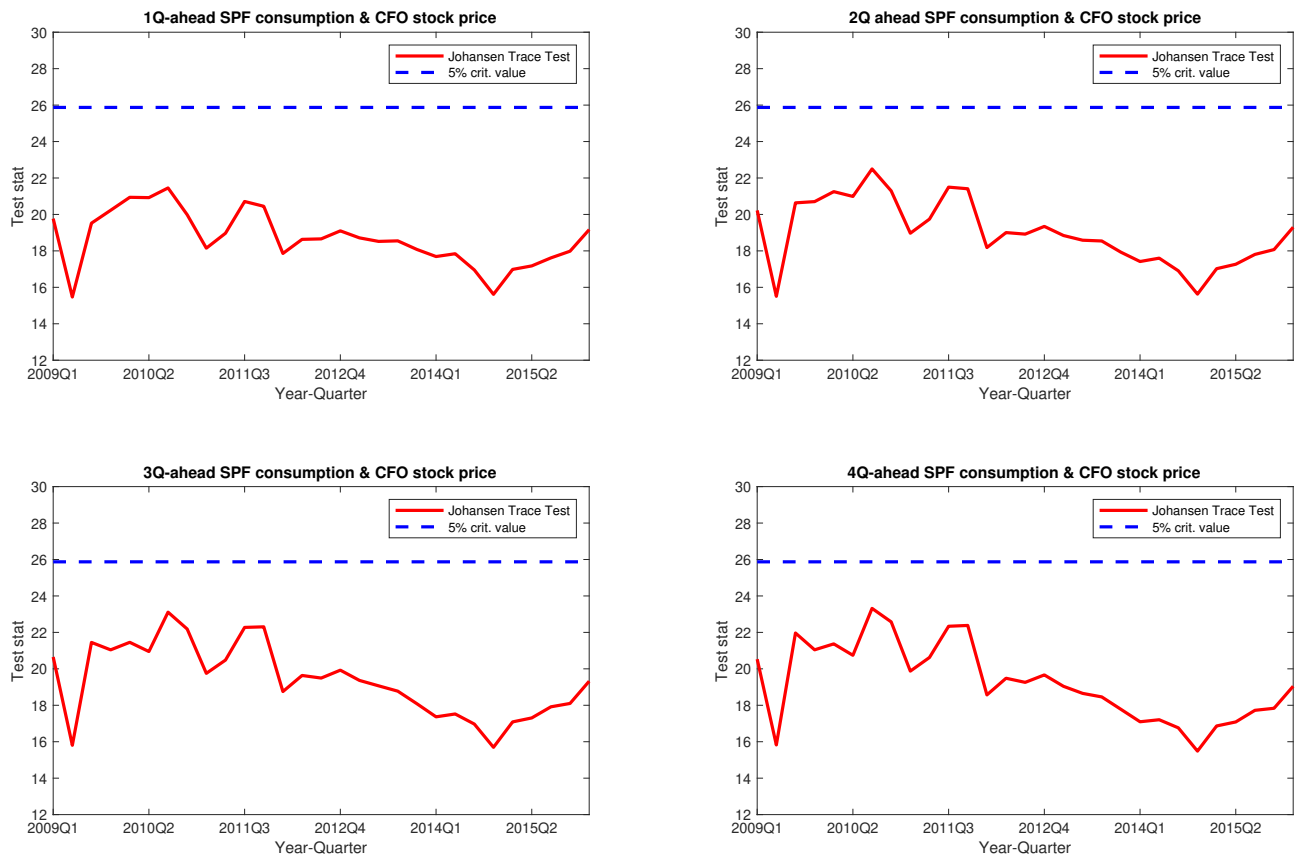 1Q-ahead SPF consumption & CFO stock price
30
28
26
24
22
20
18
16
14
12
Test stat
Johansen Trace Test
5% crit. value
2009Q1 2010Q2 2011Q3 2012Q4 2014Q1 2015Q2
Year-Quarter
2Q ahead SPF consumption & CFO stock price
30
28
26
24
22
20
18
16
14
12
Test stat
Johansen Trace Test
5% crit. value
2009Q1 2010Q2 2011Q3 2012Q4 2014Q1 2015Q2
Year-Quarter
3Q-ahead SPF consumption & CFO stock price
30
28
26
24
22
20
18
16
14
12
Test stat
Johansen Trace Test
5% crit. value
2009Q1 2010Q2 2011Q3 2012Q4 2014Q1 2015Q2
Year-Quarter
4Q-ahead SPF consumption & CFO stock price
30
28
26
24
22
20
18
16
14
12
Test stat
Johansen Trace Test
5% crit. value
2009Q1 2010Q2 2011Q3 2012Q4 2014Q1 2015Q2
Year-Quarter